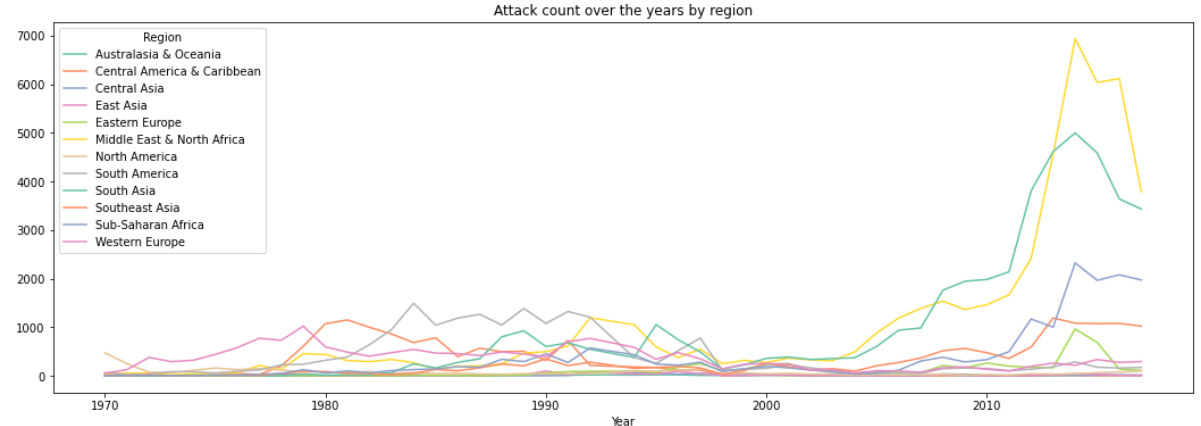 Attack count over the years by region
Region
Australasia & Oceania
Central America & Caribbean
Central Asia
East Asia
Eastern Europe
Middle East & North Africa
North America
South America
South Asia
Southeast Asia
Sub-Saharan Africa
Western Europe
7000
6000
5000
4000
3000
2000
1000
0
1970
1980
1990
2000
2010
Year